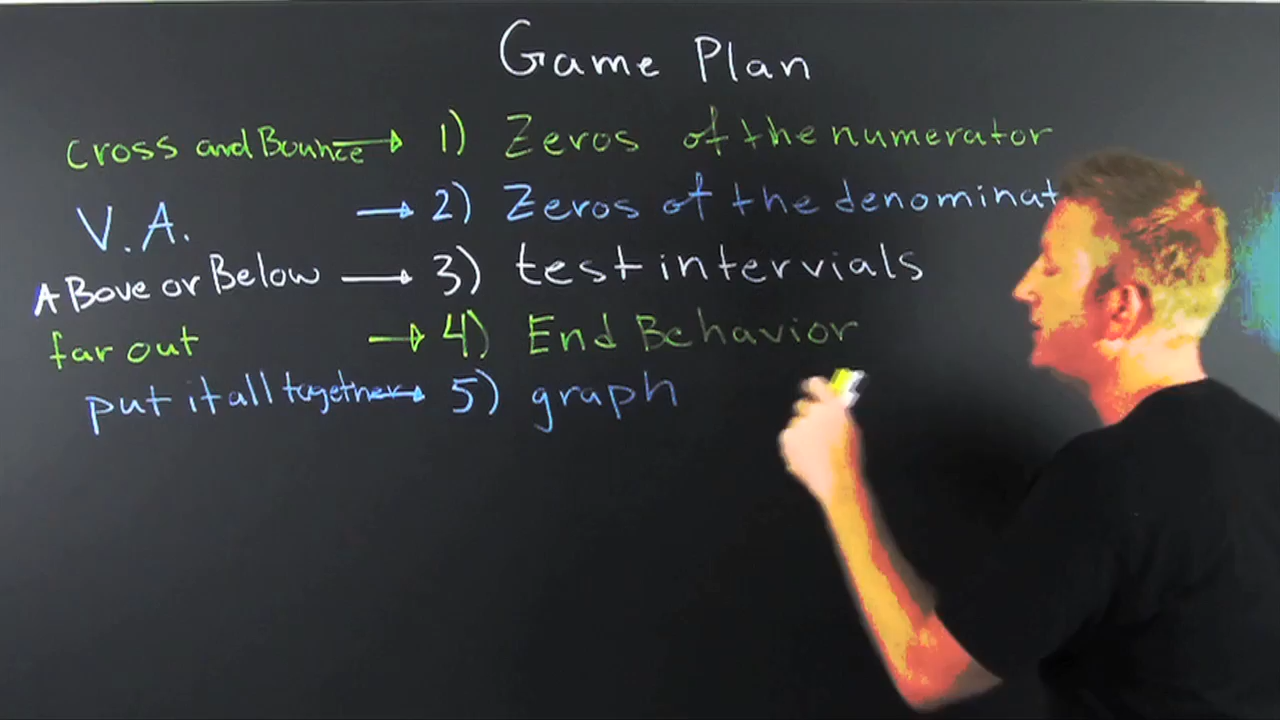 Game Plan
Cross and Bounce → 1) Zeros of the numerator
V.A. → 2) Zeros of the denominat
ABove or Below → 3) test intervials
far out → 4) End Behavior
put it all together → 5) graph